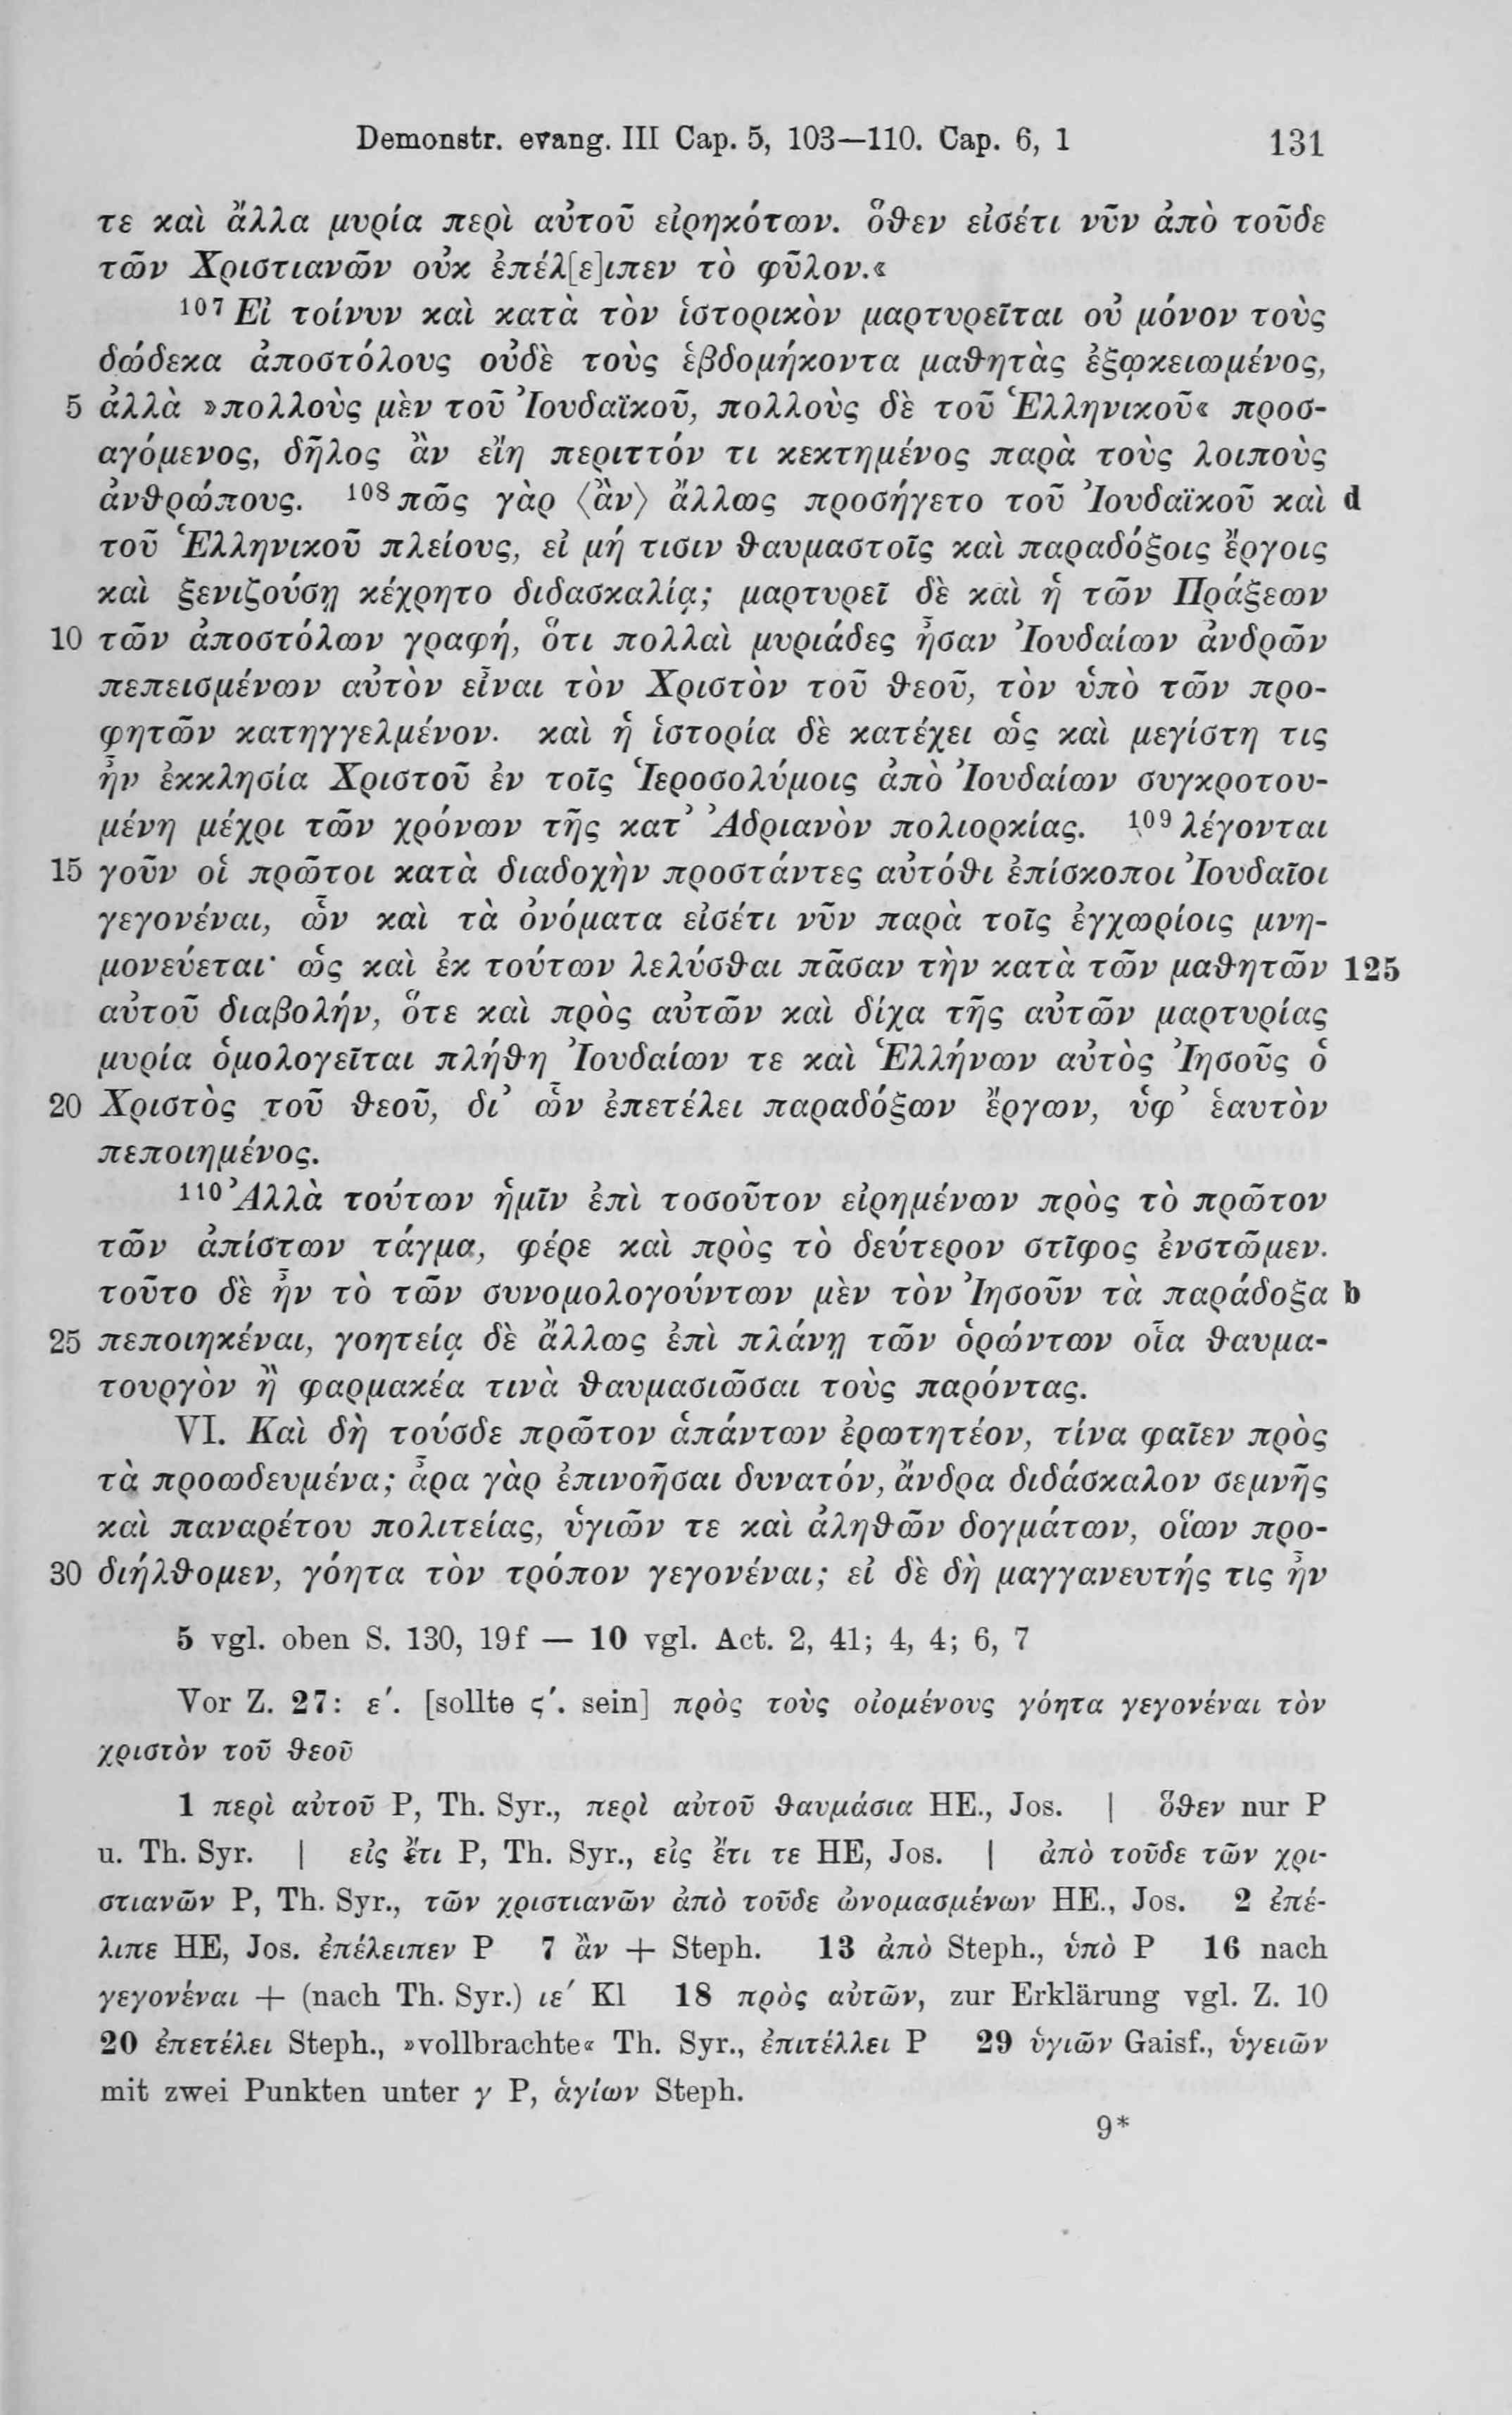 Demonstr. evang. III Cap. 5, 103—110. Cap. 6, 1 131
τε καὶ ἄλλα μυρία περὶ αὐτοῦ εἰρηκότων. ὅθεν εἰσέτι νῦν ἀπὸ τοῦδε
τῶν Χριστιανῶν οὐκ ἐπέλ[ε]ιπεν τὸ φῦλον.«
107 Εἰ τοίνυν καὶ κατὰ τὸν ἱστορικὸν μαρτυρεῖται οὐ μόνον τοὺς
δώδεκα ἀποστόλους οὐδὲ τοὺς ἑβδομήκοντα μαθητὰς ἐξῳκειωμένος,
5 ἀλλὰ »πολλοὺς μὲν τοῦ Ἰουδαϊκοῦ, πολλοὺς δὲ τοῦ Ἑλληνικοῦ« προσ-
αγόμενος, δῆλος ἂν εἴη περιττόν τι κεκτημένος παρὰ τοὺς λοιποὺς
ἀνθρώπους. 108 πῶς γὰρ ⟨ἂν⟩ ἄλλως προσήγετο τοῦ Ἰουδαϊκοῦ καὶ d
τοῦ Ἑλληνικοῦ πλείους, εἰ μή τισιν θαυμαστοῖς καὶ παραδόξοις ἔργοις
καὶ ξενιζούσῃ κέχρητο διδασκαλίᾳ; μαρτυρεῖ δὲ καὶ ἡ τῶν Πράξεων
10 τῶν ἀποστόλων γραφή, ὅτι πολλαὶ μυριάδες ἦσαν Ἰουδαίων ἀνδρῶν
πεπεισμένων αὐτὸν εἶναι τὸν Χριστὸν τοῦ θεοῦ, τὸν ὑπὸ τῶν προ-
φητῶν κατηγγελμένον. καὶ ἡ ἱστορία δὲ κατέχει ὡς καὶ μεγίστη τις
ἦν ἐκκλησία Χριστοῦ ἐν τοῖς Ἱεροσολύμοις ἀπὸ Ἰουδαίων συγκροτου-
μένη μέχρι τῶν χρόνων τῆς κατ’ Ἀδριανὸν πολιορκίας. 109 λέγονται
15 γοῦν οἱ πρῶτοι κατὰ διαδοχὴν προστάντες αὐτόθι ἐπίσκοποι Ἰουδαῖοι
γεγονέναι, ὧν καὶ τὰ ὀνόματα εἰσέτι νῦν παρὰ τοῖς ἐγχωρίοις μνη-
μονεύεται· ὡς καὶ ἐκ τούτων λελύσθαι πᾶσαν τὴν κατὰ τῶν μαθητῶν 125
αὐτοῦ διαβολήν, ὅτε καὶ πρὸς αὐτῶν καὶ δίχα τῆς αὐτῶν μαρτυρίας
μυρία ὁμολογεῖται πλήθη Ἰουδαίων τε καὶ Ἑλλήνων αὐτὸς Ἰησοῦς ὁ
20 Χριστὸς τοῦ θεοῦ, δι’ ὧν ἐπετέλει παραδόξων ἔργων, ὑφ’ ἑαυτὸν
πεποιημένος.
110 Ἀλλὰ τούτων ἡμῖν ἐπὶ τοσοῦτον εἰρημένων πρὸς τὸ πρῶτον
τῶν ἀπίστων τάγμα, φέρε καὶ πρὸς τὸ δεύτερον στῖφος ἐνστῶμεν.
τοῦτο δὲ ἦν τὸ τῶν συνομολογούντων μὲν τὸν Ἰησοῦν τὰ παράδοξα b
25 πεποιηκέναι, γοητείᾳ δὲ ἄλλως ἐπὶ πλάνῃ τῶν ὁρώντων οἷα θαυμα-
τουργὸν ἢ φαρμακέα τινὰ θαυμασιῶσαι τοὺς παρόντας.
VI. Καὶ δὴ τούσδε πρῶτον ἁπάντων ἐρωτητέον, τίνα φαῖεν πρὸς
τὰ προωδευμένα; ἆρα γὰρ ἐπινοῆσαι δυνατόν, ἄνδρα διδάσκαλον σεμνῆς
καὶ παναρέτου πολιτείας, ὑγιῶν τε καὶ ἀληθῶν δογμάτων, οἵων προ-
30 διήλθομεν, γόητα τὸν τρόπον γεγονέναι; εἰ δὲ δὴ μαγγανευτής τις ἦν
5 vgl. oben S. 130, 19f — 10 vgl. Act. 2, 41; 4, 4; 6, 7
Vor Z. 27: ε΄. [sollte ϛ΄. sein] πρὸς τοὺς οἰομένους γόητα γεγονέναι τὸν
χριστὸν τοῦ θεοῦ
1 περὶ αὐτοῦ P, Th. Syr., περὶ αὐτοῦ θαυμάσια HE., Jos. | ὅθεν nur P
u. Th. Syr. | εἰς ἔτι P, Th. Syr., εἰς ἔτι τε HE, Jos. | ἀπὸ τοῦδε τῶν χρι-
στιανῶν P, Th. Syr., τῶν χριστιανῶν ἀπὸ τοῦδε ὠνομασμένων HE., Jos. 2 ἐπέ-
λιπε HE, Jos. ἐπέλειπεν P 7 ἂν + Steph. 13 ἀπὸ Steph., ὑπὸ P 16 nach
γεγονέναι + (nach Th. Syr.) ιε΄ Kl 18 πρὸς αὐτῶν, zur Erklärung vgl. Z. 10
20 ἐπετέλει Steph., »vollbrachte« Th. Syr., ἐπιτέλλει P 29 ὑγιῶν Gaisf., ὑγειῶν
mit zwei Punkten unter γ P, ἁγίων Steph.
9*